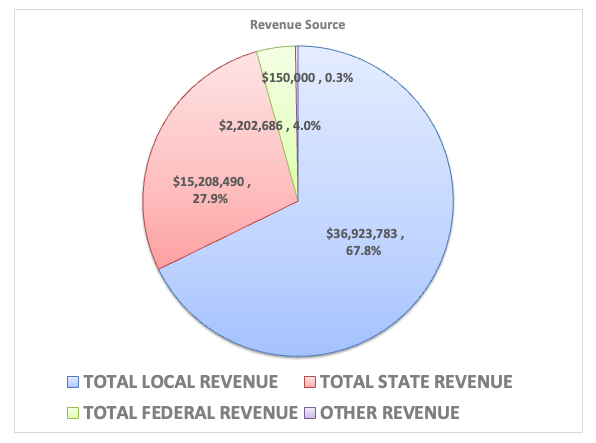 Revenue Source
$150,000 , 0.3%
$2,202,686 , 4.0%
$15,208,490 ,
27.9%
$36,923,783 ,
67.8%
TOTAL LOCAL REVENUE
TOTAL STATE REVENUE
TOTAL FEDERAL REVENUE
OTHER REVENUE